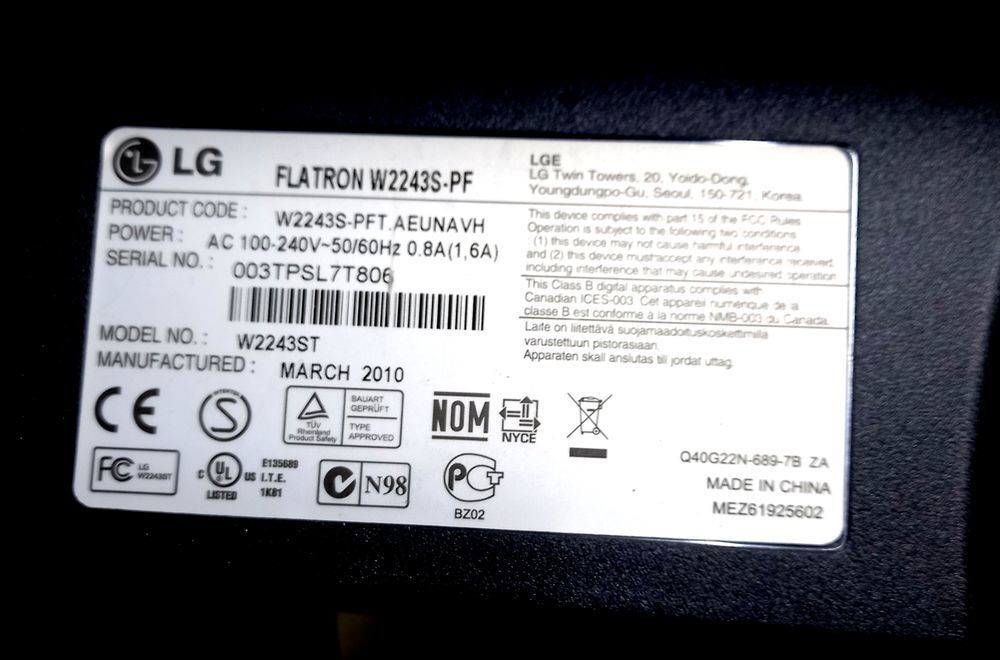 LG
FLATRON W2243S-PF
PRODUCT CODE : W2243S-PFT.AEUNAVH
POWER : AC 100-240V~50/60Hz 0.8A(1,6A)
SERIAL NO. : 003TPSL7T806
MODEL NO. : W2243ST
MANUFACTURED : MARCH 2010
LGE
LG Twin Towers, 20, Yoido-Dong,
Youngdungpo-Gu, Seoul, 150-721, Korea
This device complies with part 15 of the FCC Rules
Operation is subject to the following two conditions
(1) this device may not cause harmful interference
and (2) this device must accept any interference received,
including interference that may cause undesired operation
This Class B digital apparatus complies with
Canadian ICES-003 Cet appareil numérique de la
classe B est conforme à la norme NMB-003 du Canada.
Laite on liitettävä suojamaadoituskoskettimilla
varustettuun pistorasiaan.
Apparaten skall anslutas till jordat uttag.
CE
S
INTERTEK
TÜV
Rheinland
Product Safety
BAUART
GEPRÜFT
TYPE
APPROVED
NOM
NYCE
FC
LG
W2243ST
C UL US
LISTED
E135689
I.T.E.
1K61
N98
PCT
BZ02
Q40G22N-689-7B ZA
MADE IN CHINA
MEZ61925602